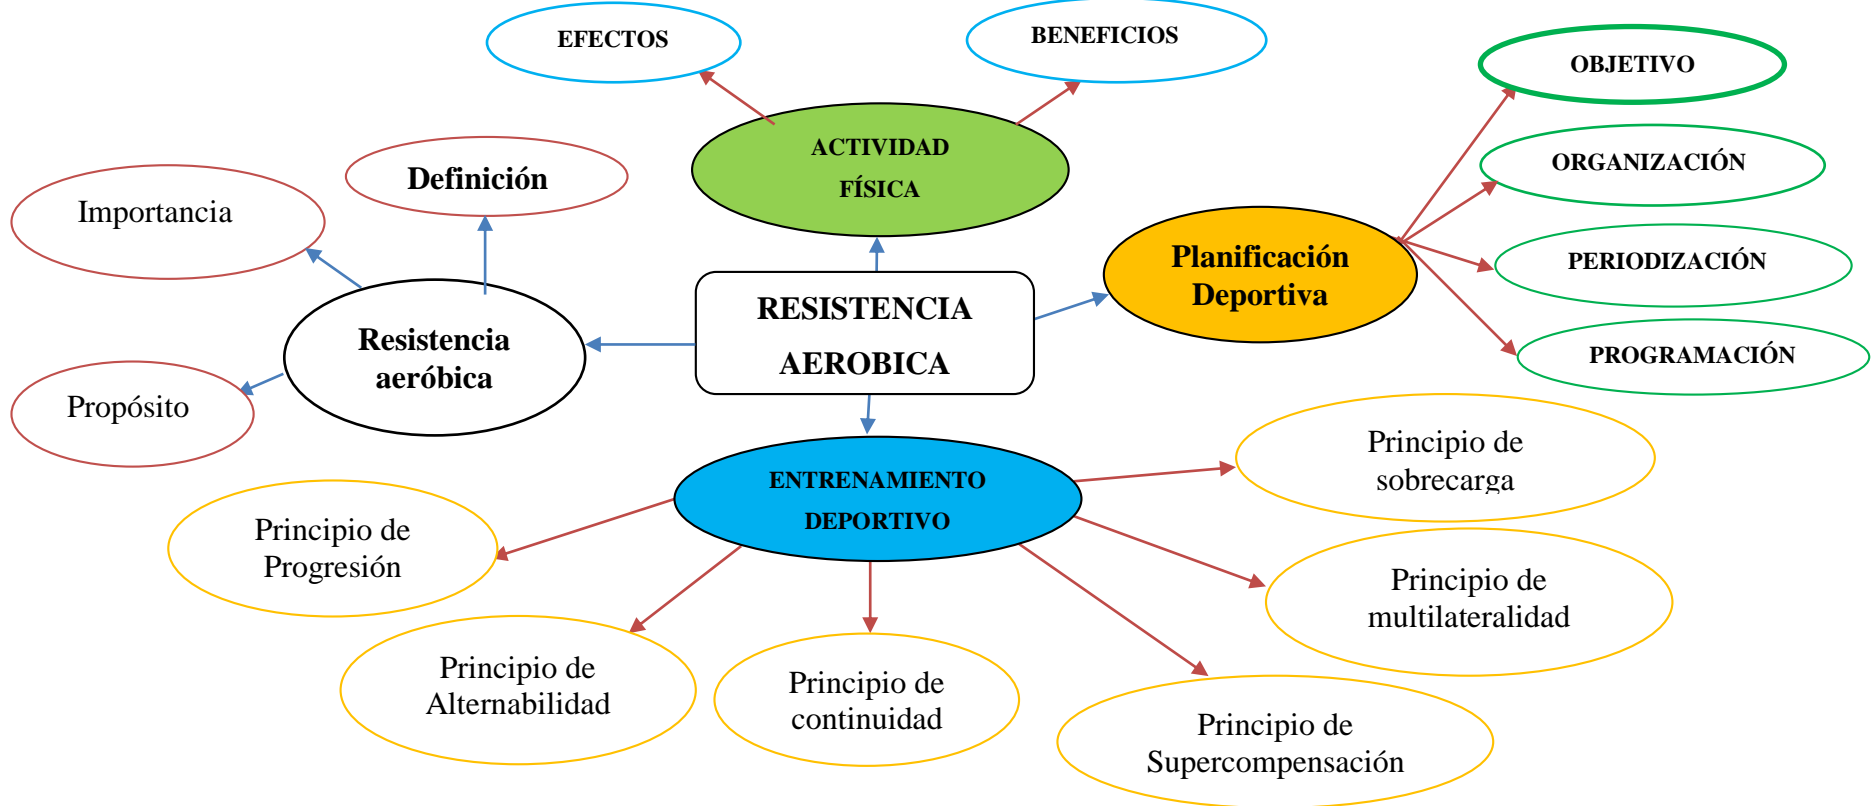 EFECTOS
BENEFICIOS
OBJETIVO
ACTIVIDAD
FÍSICA
ORGANIZACIÓN
Definición
Importancia
Planificación
Deportiva
PERIODIZACIÓN
RESISTENCIA
AEROBICA
Resistencia
aeróbica
PROGRAMACIÓN
Propósito
Principio de
sobrecarga
ENTRENAMIENTO
DEPORTIVO
Principio de
Progresión
Principio de
multilateralidad
Principio de
Alternabilidad
Principio de
continuidad
Principio de
Supercompensación